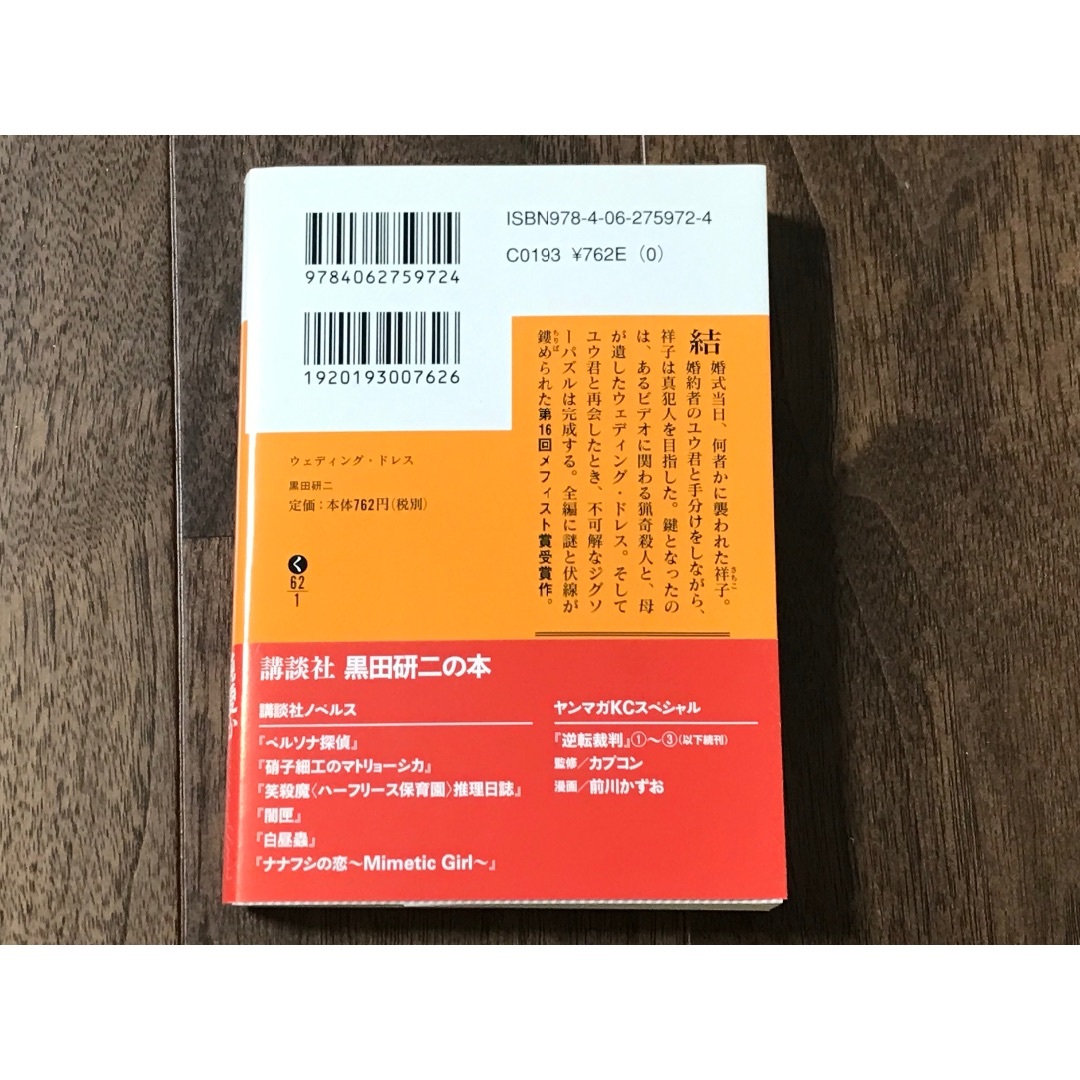 9784062759724
ISBN978-4-06-275972-4
C0193 ¥762E (0)
1920193007626
結婚式当日、何者かに襲われた祥子。
さちこ
婚約者のユウ君と手分けをしながら、
祥子は真犯人を目指した。鍵となったの
は、あるビデオに関わる猟奇殺人と、母
が遺したウェディング・ドレス。そして
ユウ君と再会したとき、不可解なジグソ
ーパズルは完成する。全編に謎と伏線が
鏤められた第16回メフィスト賞受賞作。
ちりば
ウェディング・ドレス
黒田研二
定価：本体762円(税別)
く
62
1
講談社 黒田研二の本
講談社ノベルス
『ペルソナ探偵』
『硝子細工のマトリョーシカ』
『笑殺魔〈ハーフリース保育園〉推理日誌』
『闇匣』
『白昼蟲』
『ナナフシの恋～Mimetic Girl～』
ヤンマガKCスペシャル
『逆転裁判』①～③(以下続刊)
監修／カプコン
漫画／前川かずお